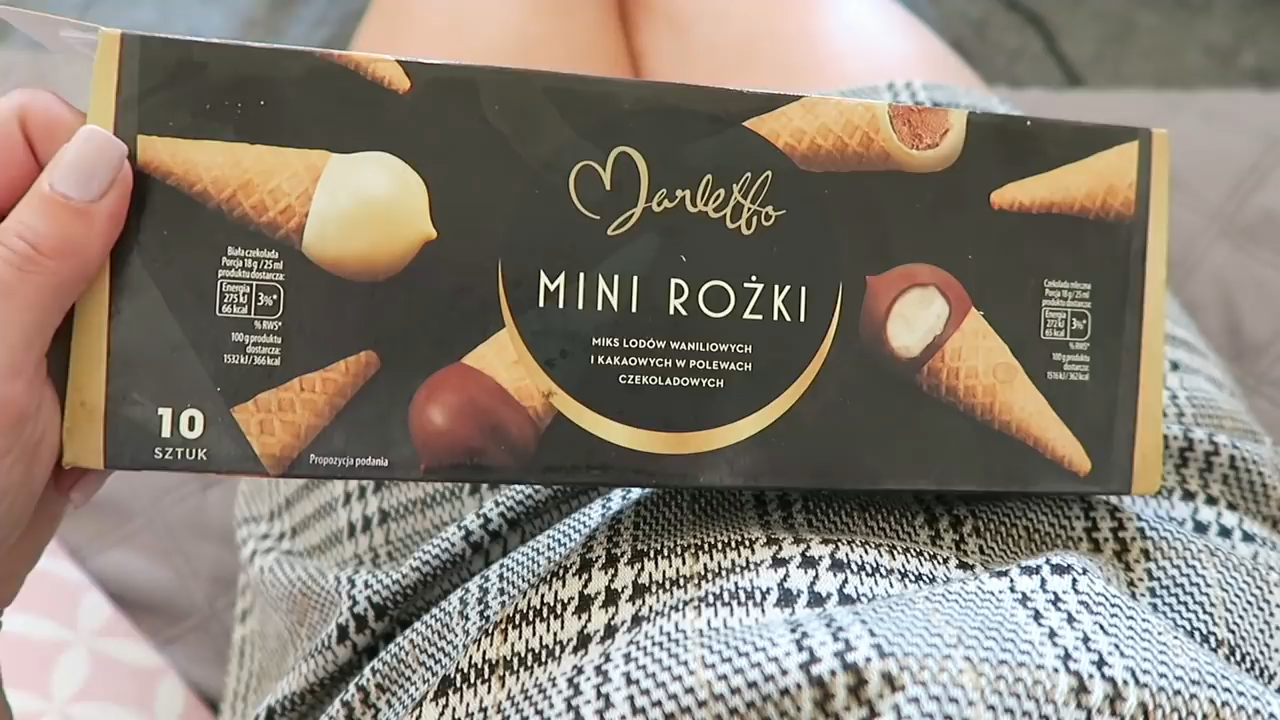 Marletto
MINI ROŻKI
MIKS LODÓW WANILIOWYCH
I KAKAOWYCH W POLEWACH
CZEKOLADOWYCH
Biała czekolada
Porcja 18 g / 25 ml
produktu dostarcza:
Energia
275 kJ
66 kcal
3%*
% RWS*
100 g produktu
dostarcza:
1532 kJ / 366 kcal
10
SZTUK
Propozycja podania
Czekolada mleczna
Porcja 18 g / 25 ml
produktu dostarcza:
Energia
272 kJ
65 kcal
3%*
% RWS*
100 g produktu
dostarcza:
1516 kJ / 362 kcal